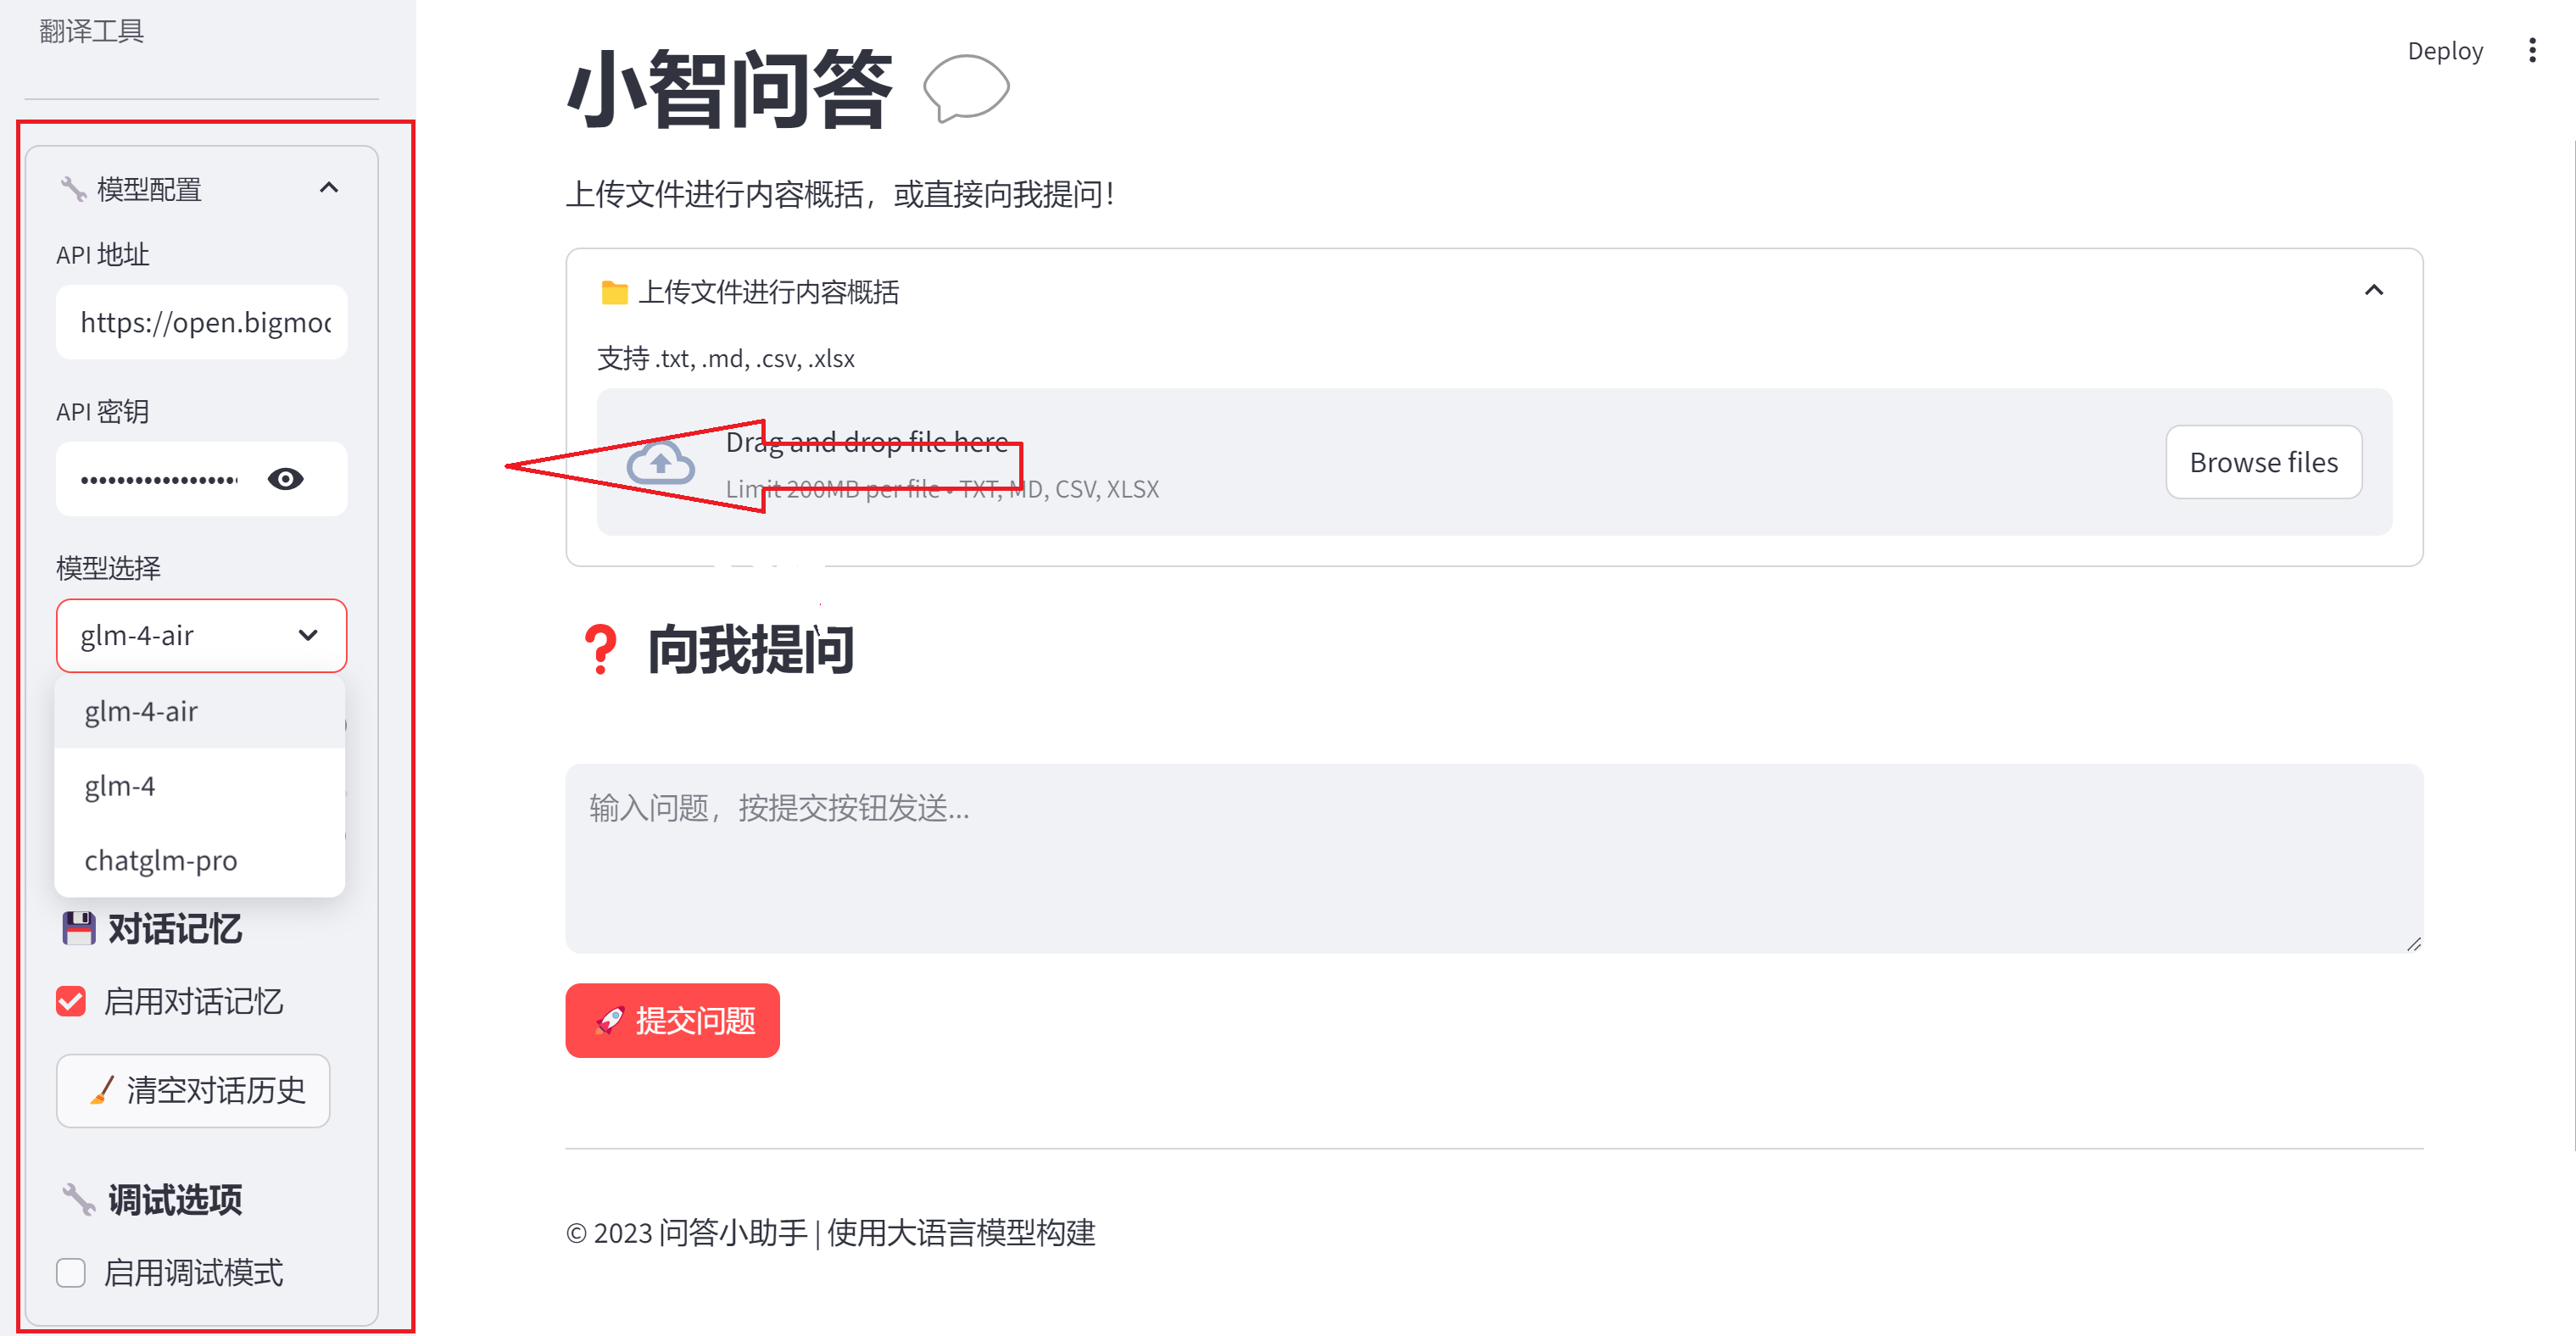 翻译工具
模型配置
API 地址
https://open.bigmoc
API 密钥
模型选择
glm-4-air
glm-4-air
glm-4
chatglm-pro
对话记忆
启用对话记忆
清空对话历史
调试选项
启用调试模式
Deploy
小智问答
上传文件进行内容概括，或直接向我提问！
上传文件进行内容概括
支持 .txt, .md, .csv, .xlsx
Drag and drop file here
Limit 200MB per file • TXT, MD, CSV, XLSX
Browse files
向我提问
输入问题，按提交按钮发送...
提交问题
© 2023 问答小助手 | 使用大语言模型构建